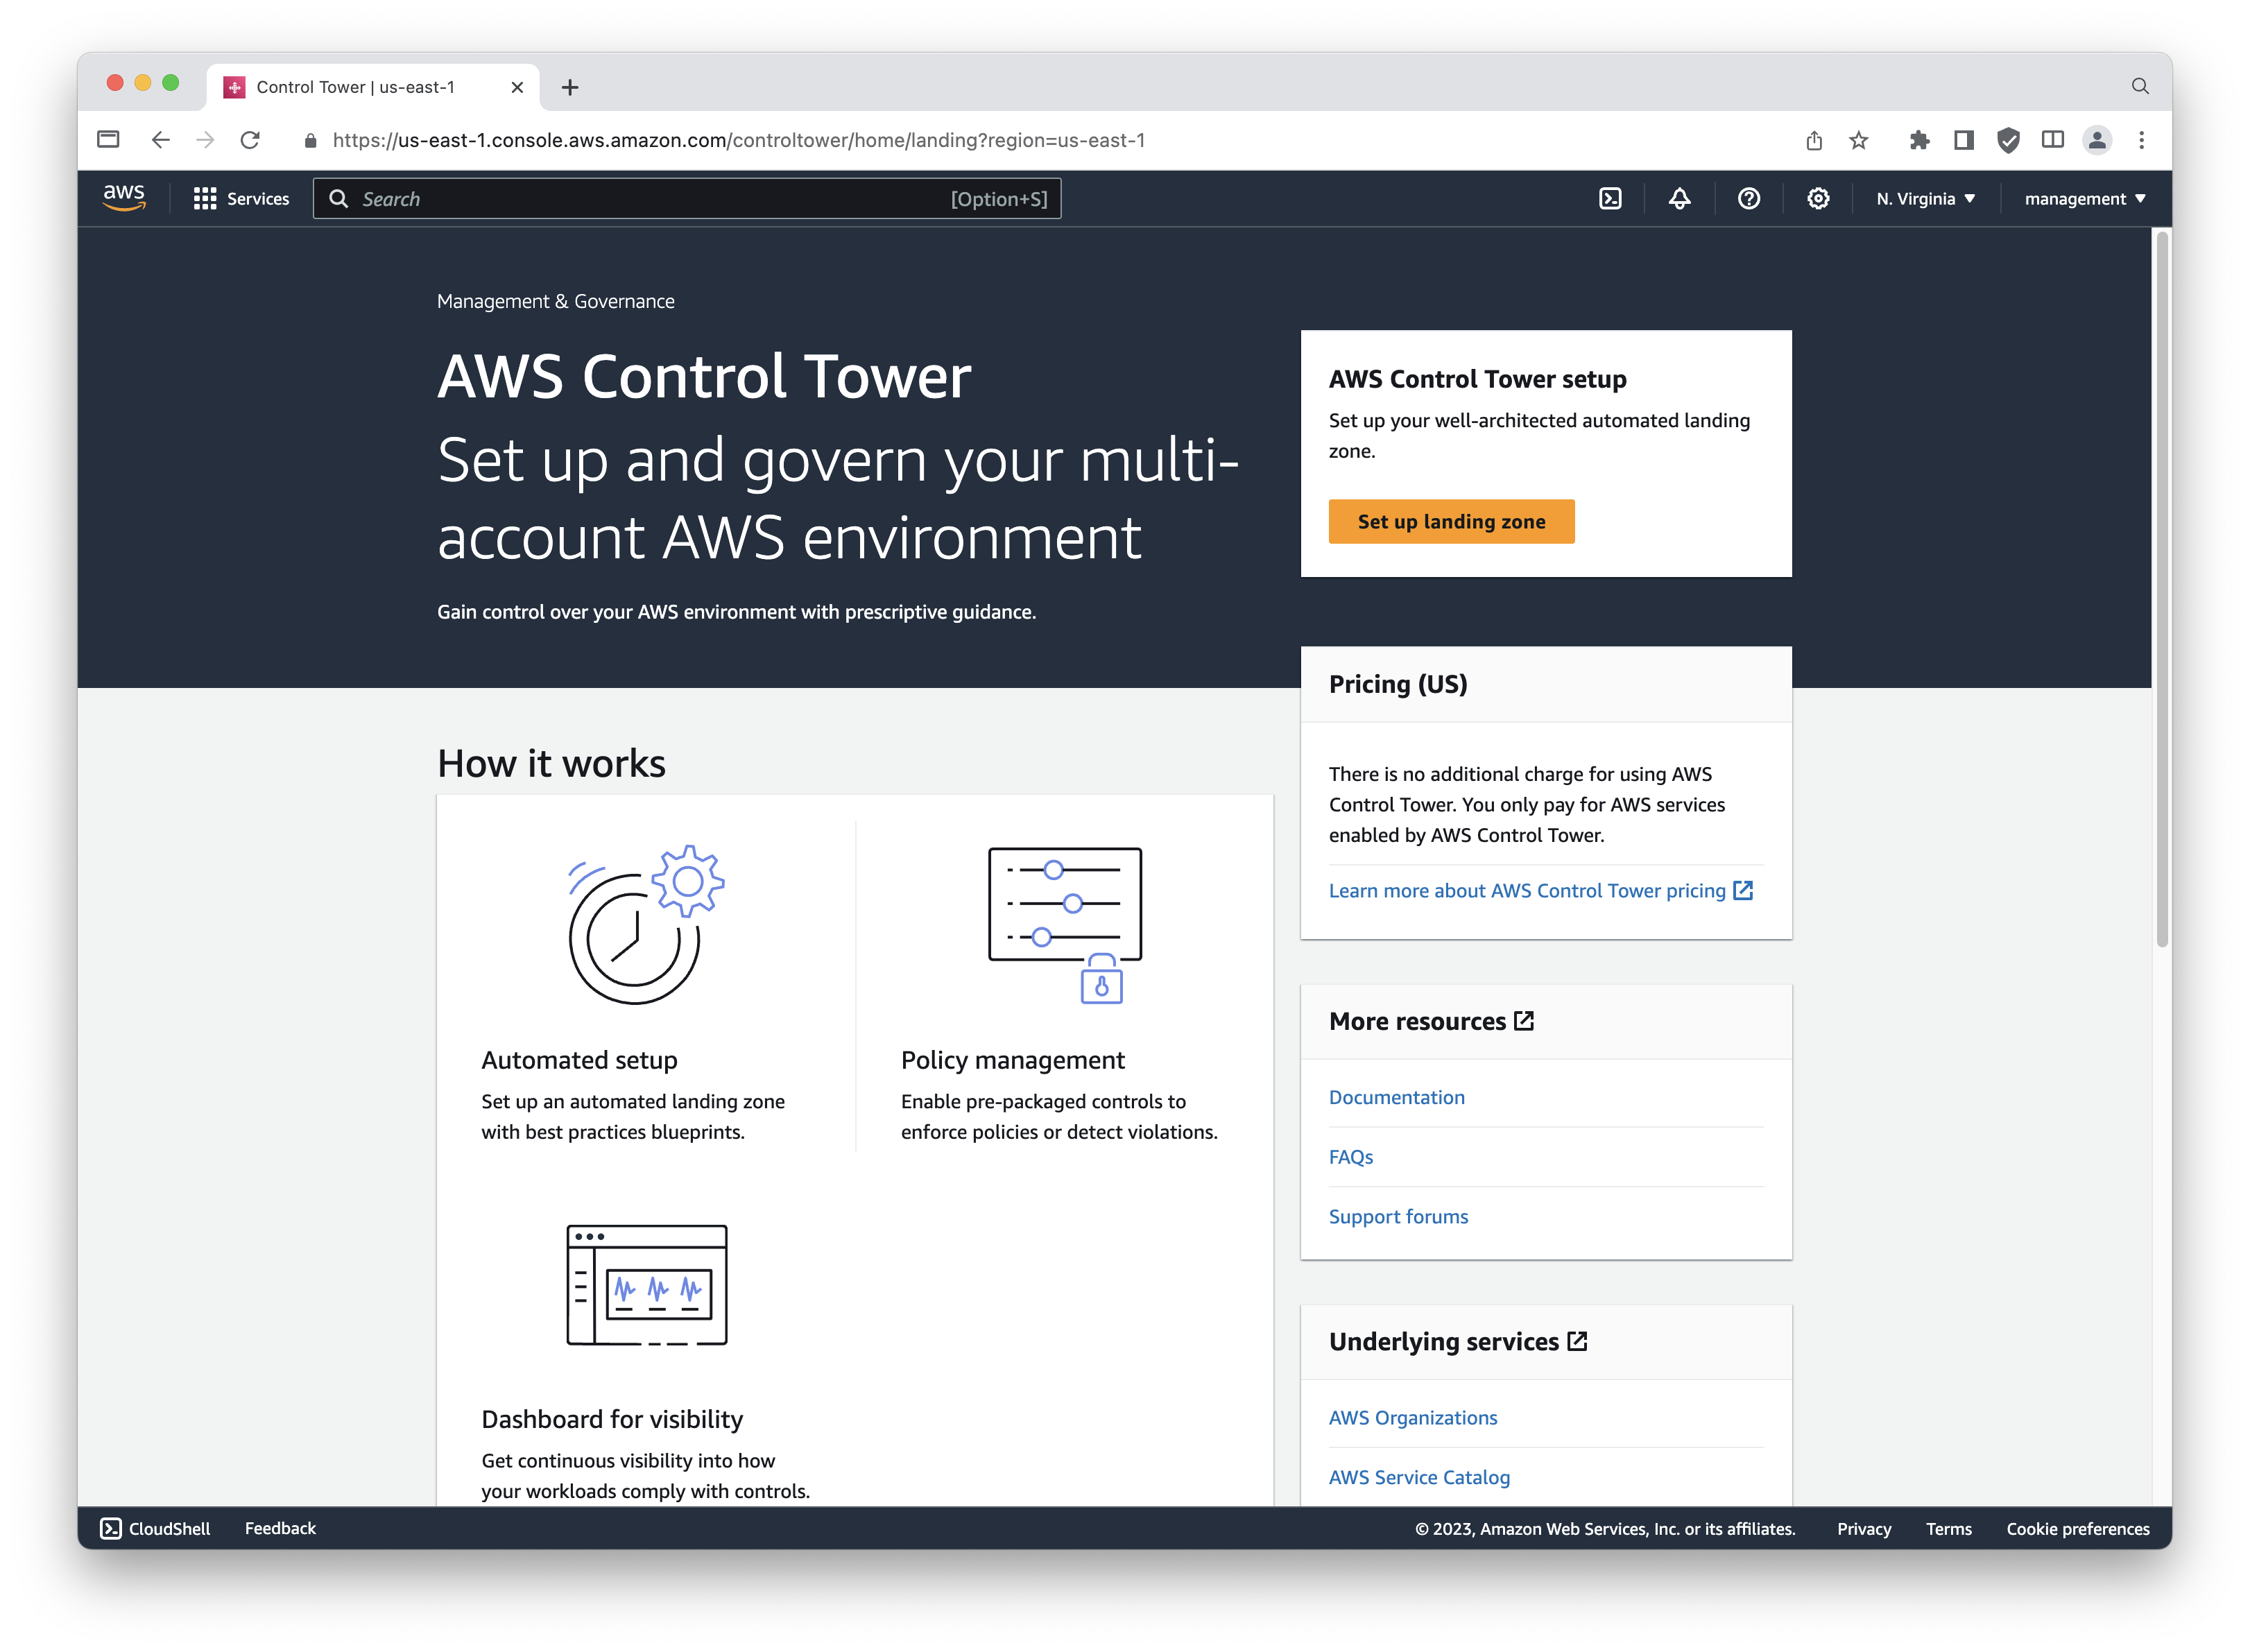 Control Tower | us-east-1
https://us-east-1.console.aws.amazon.com/controltower/home/landing?region=us-east-1
aws
Services
Search
[Option+S]
N. Virginia
management
Management & Governance
AWS Control Tower
Set up and govern your multi-
account AWS environment
Gain control over your AWS environment with prescriptive guidance.
AWS Control Tower setup
Set up your well-architected automated landing
zone.
Set up landing zone
Pricing (US)
There is no additional charge for using AWS
Control Tower. You only pay for AWS services
enabled by AWS Control Tower.
Learn more about AWS Control Tower pricing
How it works
Automated setup
Set up an automated landing zone
with best practices blueprints.
Policy management
Enable pre-packaged controls to
enforce policies or detect violations.
Dashboard for visibility
Get continuous visibility into how
your workloads comply with controls.
More resources
Documentation
FAQs
Support forums
Underlying services
AWS Organizations
AWS Service Catalog
CloudShell
Feedback
© 2023, Amazon Web Services, Inc. or its affiliates.
Privacy
Terms
Cookie preferences